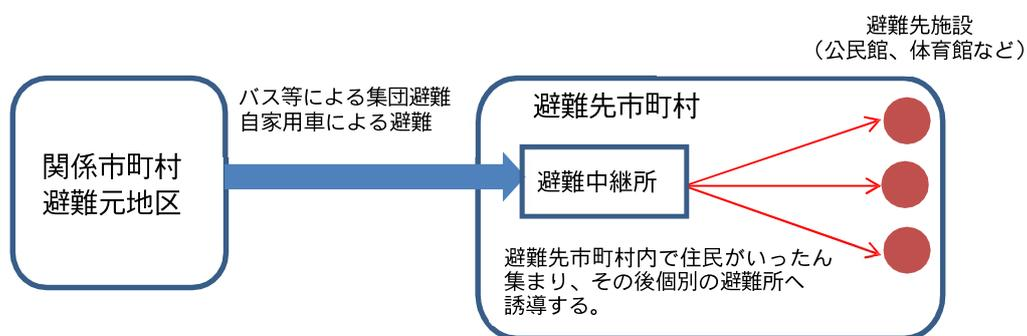 避難先施設
（公民館、体育館など）
バス等による集団避難
自家用車による避難
避難先市町村
関係市町村
避難元地区
避難中継所
避難先市町村内で住民がいったん
集まり、その後個別の避難所へ
誘導する。